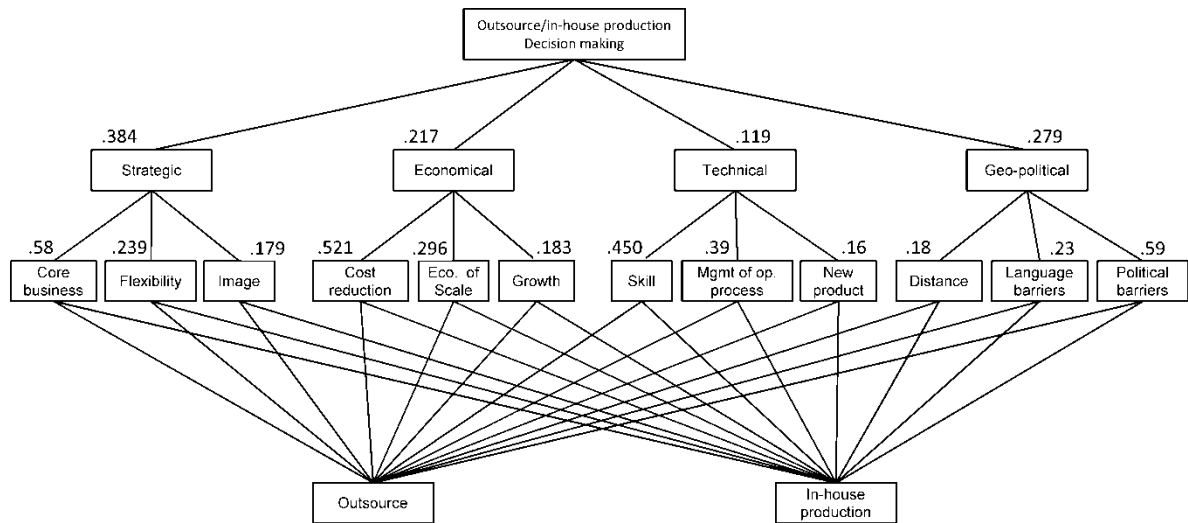 Outsource/in-house production
Decision making
.384
.217
.119
.279
Strategic
Economical
Technical
Geo-political
.58
.239
.179
.521
.296
.183
.450
.39
.16
.18
.23
.59
Core
business
Flexibility
Image
Cost
reduction
Eco. of
Scale
Growth
Skill
Mgmt of op.
process
New
product
Distance
Language
barriers
Political
barriers
Outsource
In-house
production